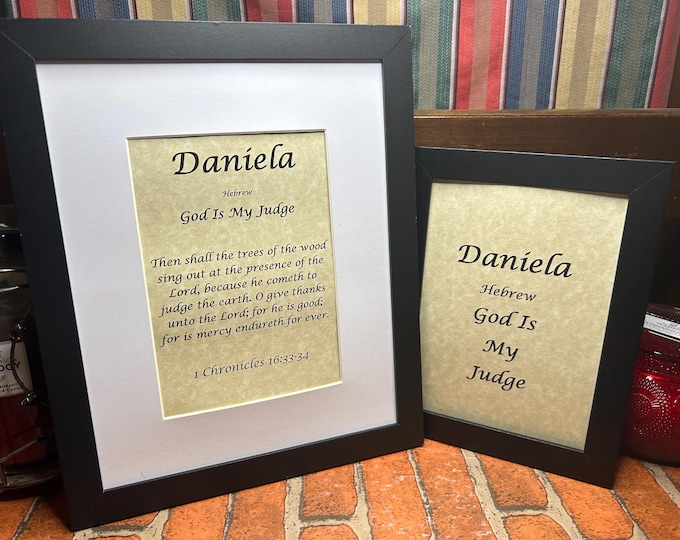 Daniela
Hebrew
God Is My Judge
Then shall the trees of the wood
sing out at the presence of the
Lord, because he cometh to
judge the earth. O give thanks
unto the Lord; for he is good;
for is mercy endureth for ever.
1 Chronicles 16:33-34
Daniela
Hebrew
God Is
My
Judge